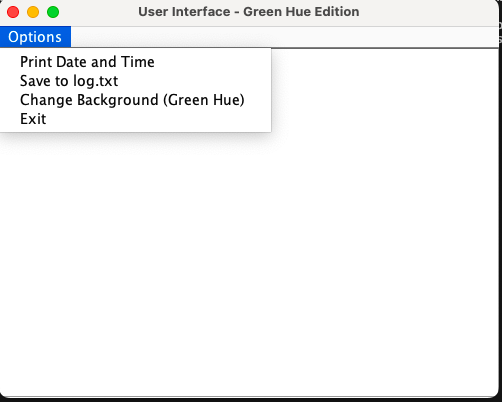 User Interface - Green Hue Edition
Options
Print Date and Time
Save to log.txt
Change Background (Green Hue)
Exit